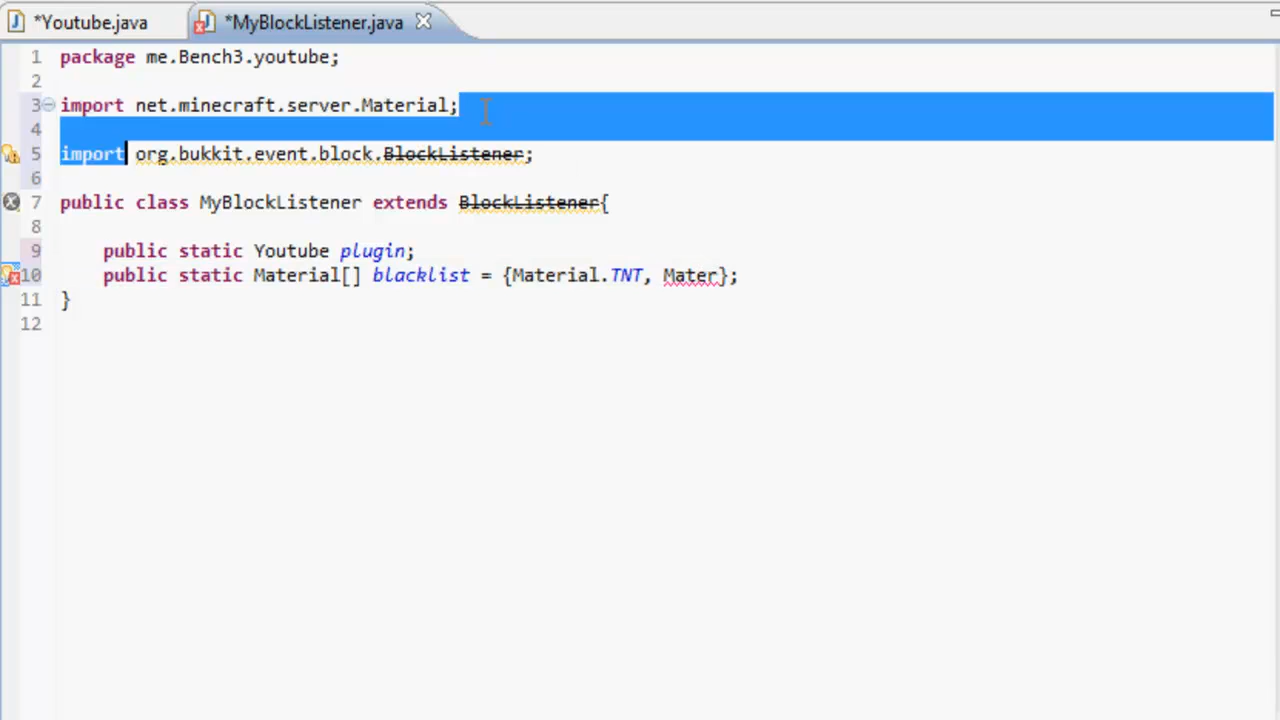 *Youtube.java
*MyBlockListener.java
1 package me.Bench3.youtube;
2
3 import net.minecraft.server.Material;
4
5 import org.bukkit.event.block.BlockListener;
6
7 public class MyBlockListener extends BlockListener{
8
9 public static Youtube plugin;
10 public static Material[] blacklist = {Material.TNT, Mater};
11 }
12